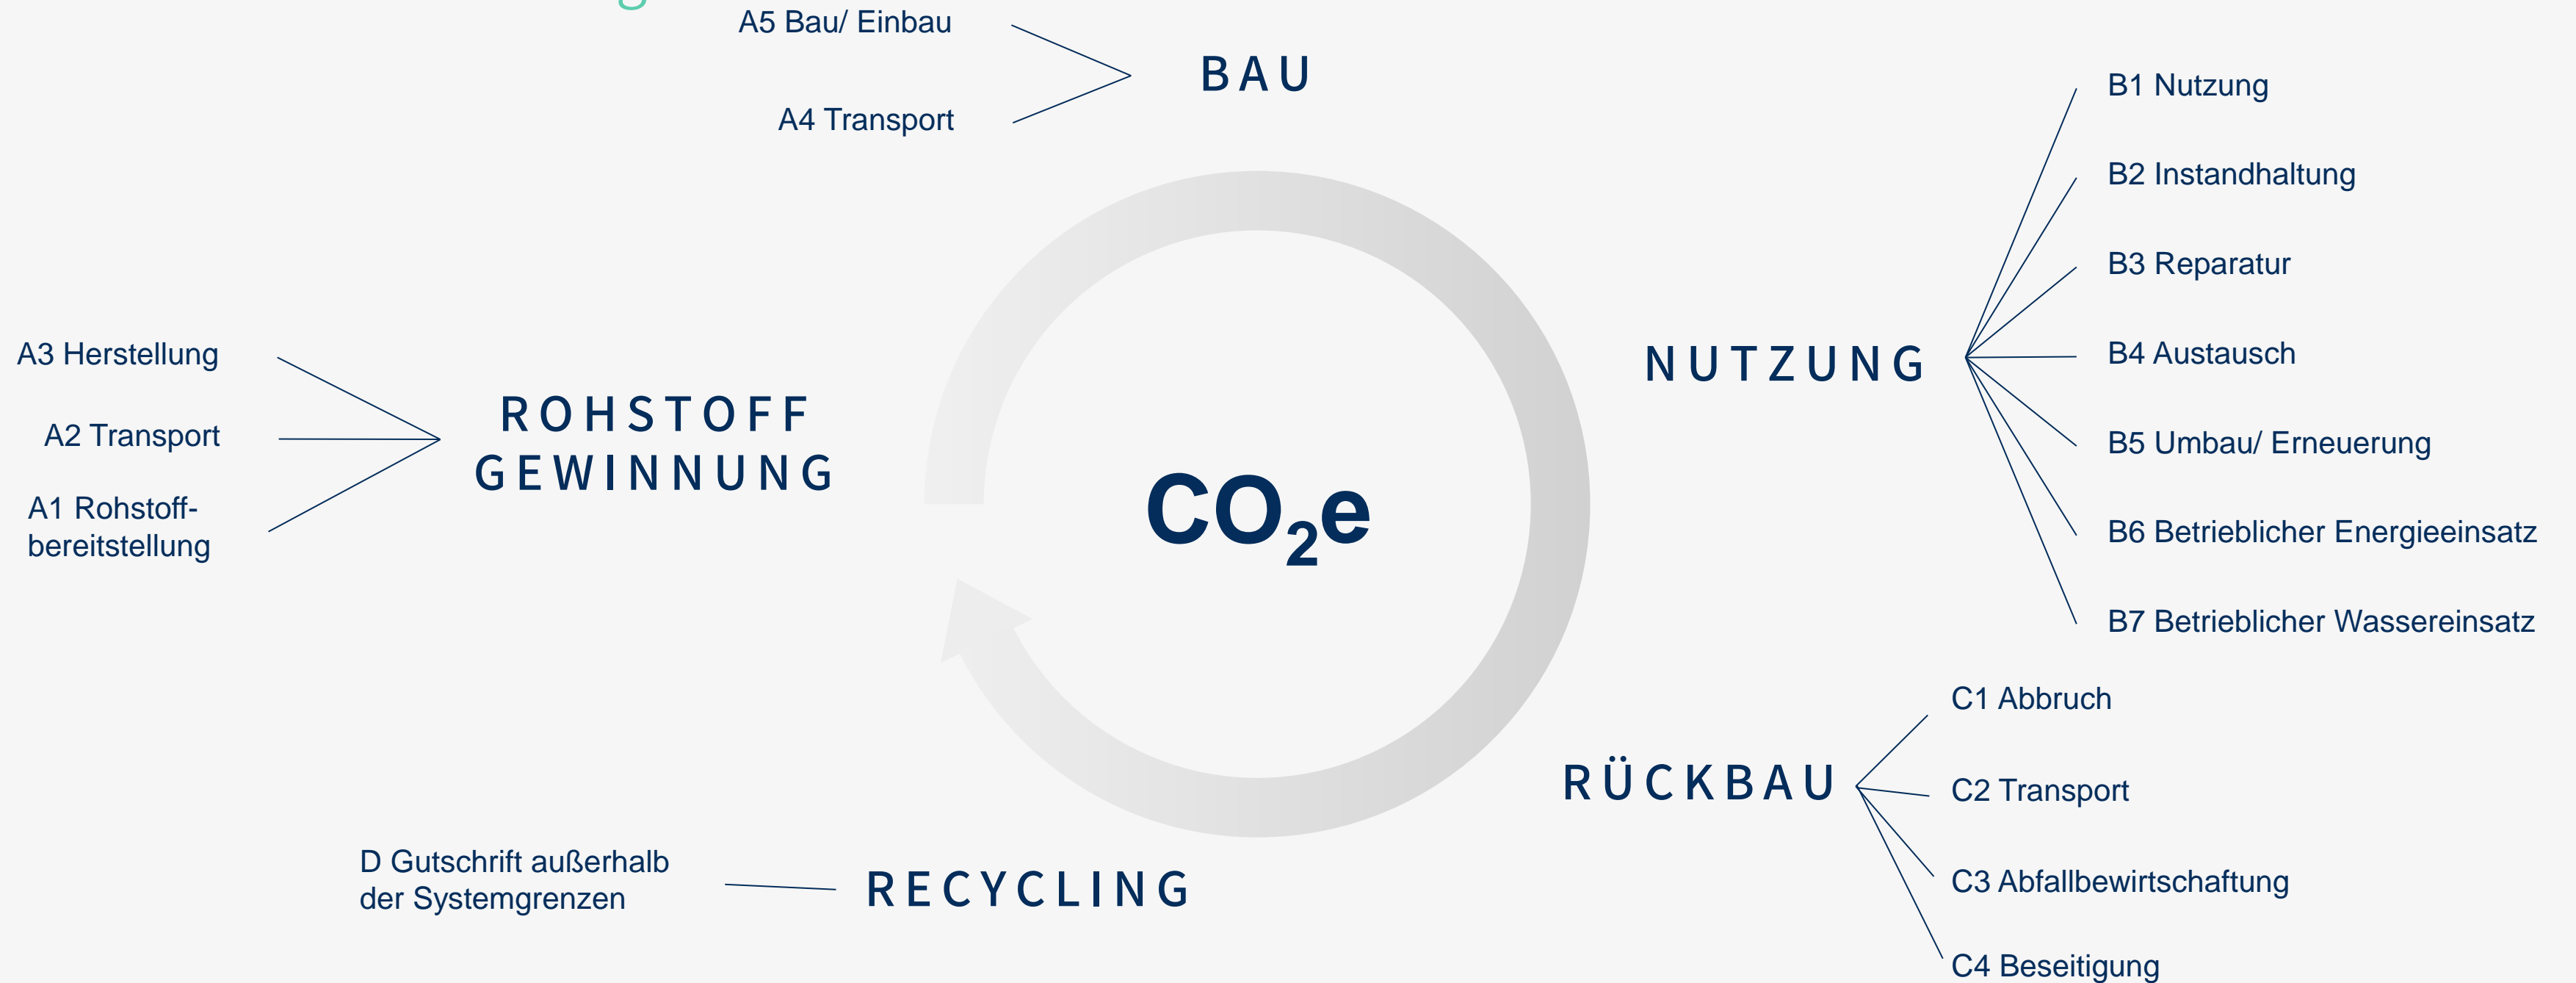 A5 Bau/ Einbau
A4 Transport
BAU
B1 Nutzung
B2 Instandhaltung
B3 Reparatur
B4 Austausch
B5 Umbau/ Erneuerung
B6 Betrieblicher Energieeinsatz
B7 Betrieblicher Wassereinsatz
NUTZUNG
A3 Herstellung
A2 Transport
A1 Rohstoff-
bereitstellung
ROHSTOFF
GEWINNUNG
CO₂e
C1 Abbruch
C2 Transport
C3 Abfallbewirtschaftung
C4 Beseitigung
RÜCKBAU
D Gutschrift außerhalb
der Systemgrenzen
RECYCLING